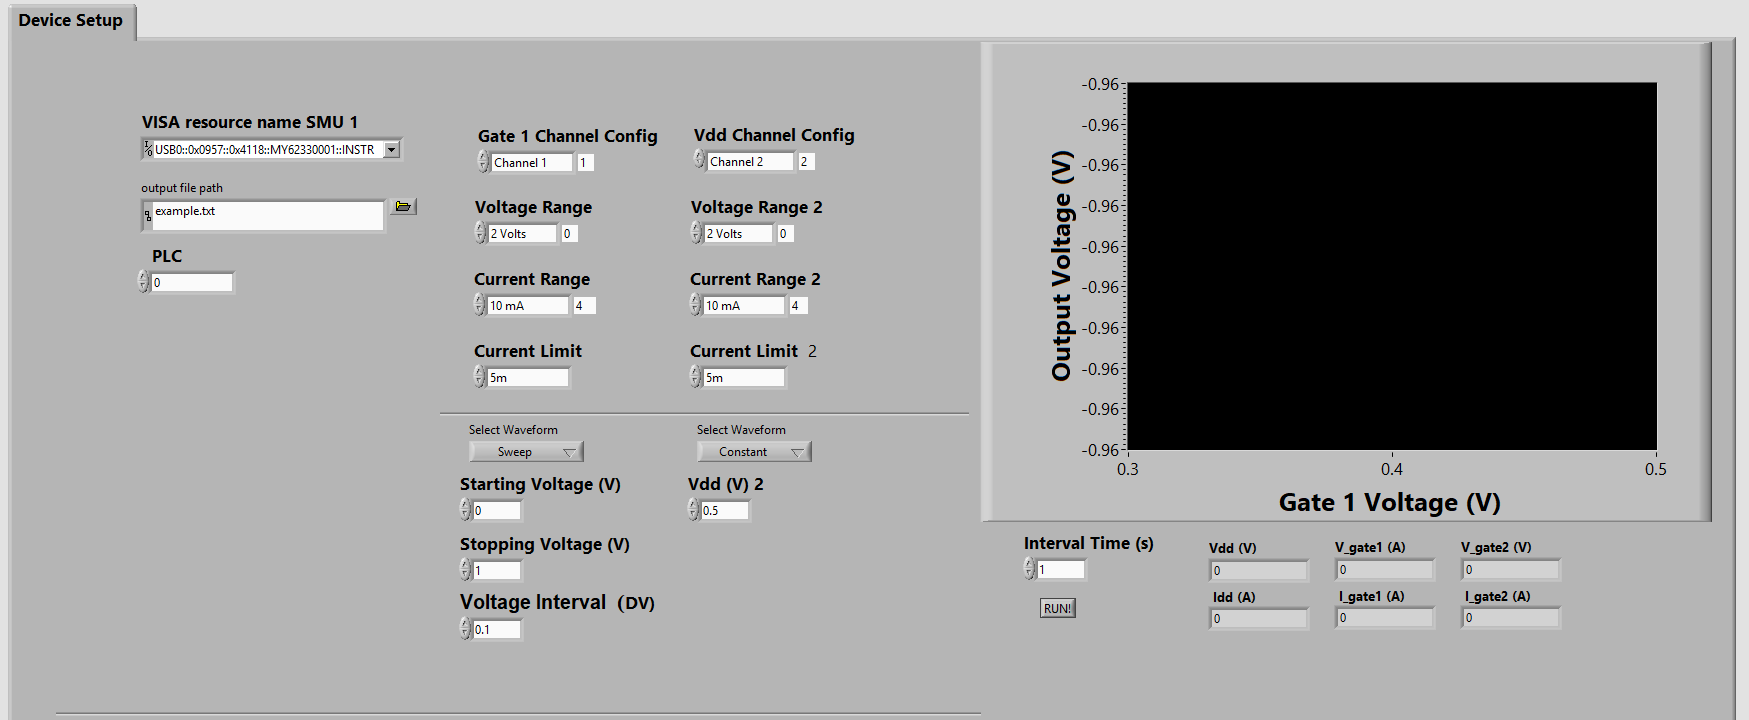 Device Setup
VISA resource name SMU 1
USB0::0x0957::0x4118::MY62330001::INSTR
output file path
example.txt
PLC
0
Gate 1 Channel Config
Channel 1 1
Voltage Range
2 Volts 0
Current Range
10 mA 4
Current Limit
5m
Vdd Channel Config
Channel 2 2
Voltage Range 2
2 Volts 0
Current Range 2
10 mA 4
Current Limit 2
5m
Select Waveform
Sweep
Starting Voltage (V)
0
Stopping Voltage (V)
1
Voltage Interval (DV)
0.1
Select Waveform
Constant
Vdd (V) 2
0.5
Output Voltage (V)
-0.96
-0.96
-0.96
-0.96
-0.96
-0.96
-0.96
-0.96
-0.96
-0.96
0.3 0.4 0.5
Gate 1 Voltage (V)
Interval Time (s)
1
RUN!
Vdd (V) V_gate1 (A) V_gate2 (V)
0 0 0
Idd (A) I_gate1 (A) I_gate2 (A)
0 0 0